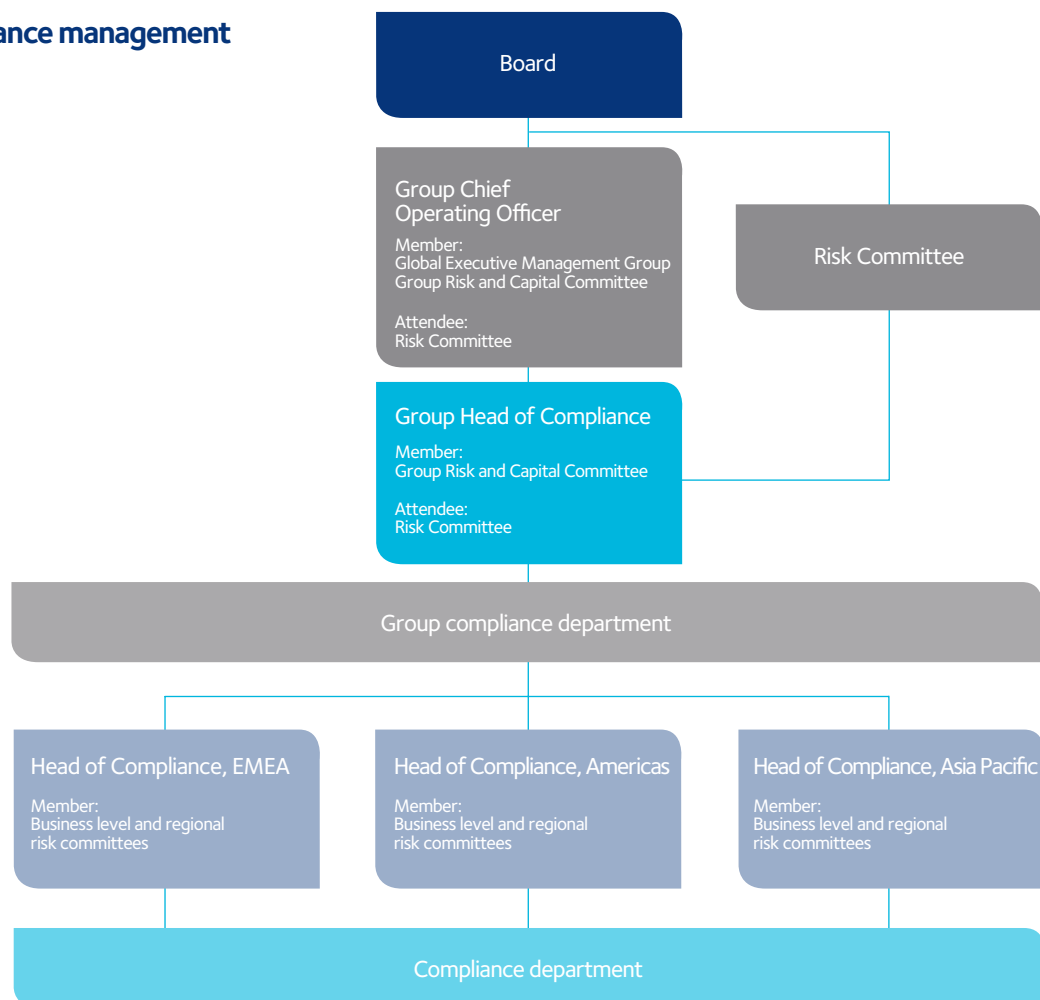 management
Board
Group Chief
Operating Officer
Member:
Global Executive Management Group
Group Risk and Capital Committee
Attendee:
Risk Committee
Risk Committee
Group Head of Compliance
Member:
Group Risk and Capital Committee
Attendee:
Risk Committee
Group compliance department
Head of Compliance, EMEA
Member:
Business level and regional
risk committees
Head of Compliance, Americas
Member:
Business level and regional
risk committees
Head of Compliance, Asia Pacific
Member:
Business level and regional
risk committees
Compliance department